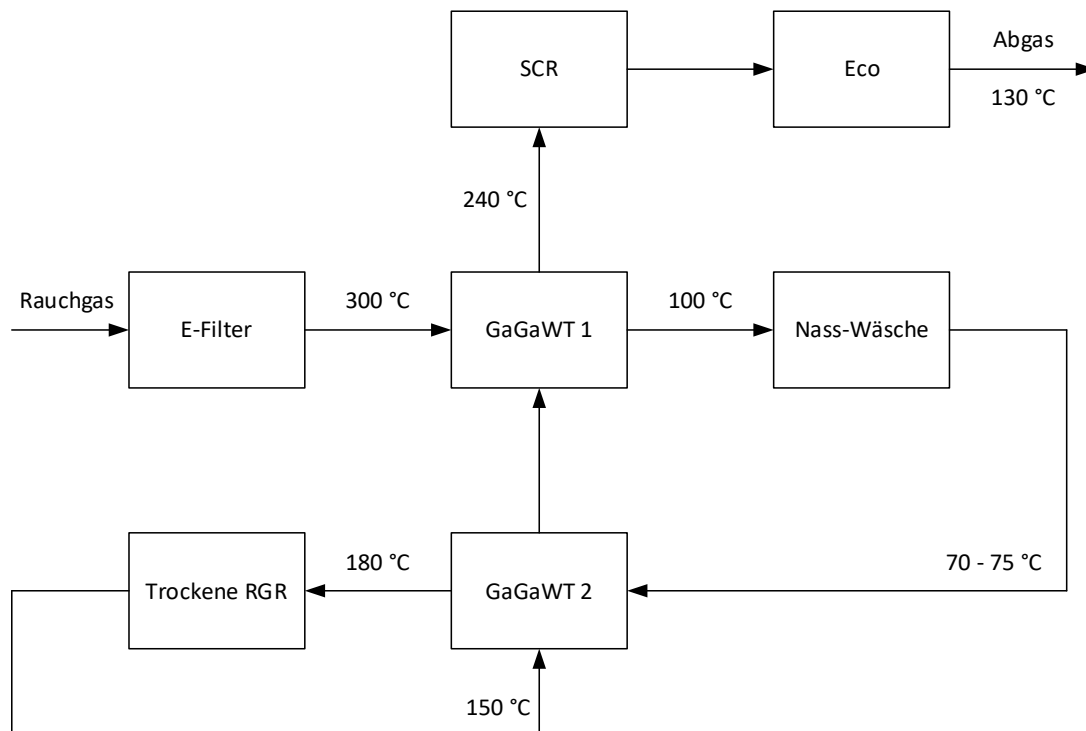 SCR
Eco
Abgas
130 °C
240 °C
Rauchgas
E-Filter
300 °C
GaGaWT 1
100 °C
Nass-Wäsche
Trockene RGR
180 °C
GaGaWT 2
70 - 75 °C
150 °C